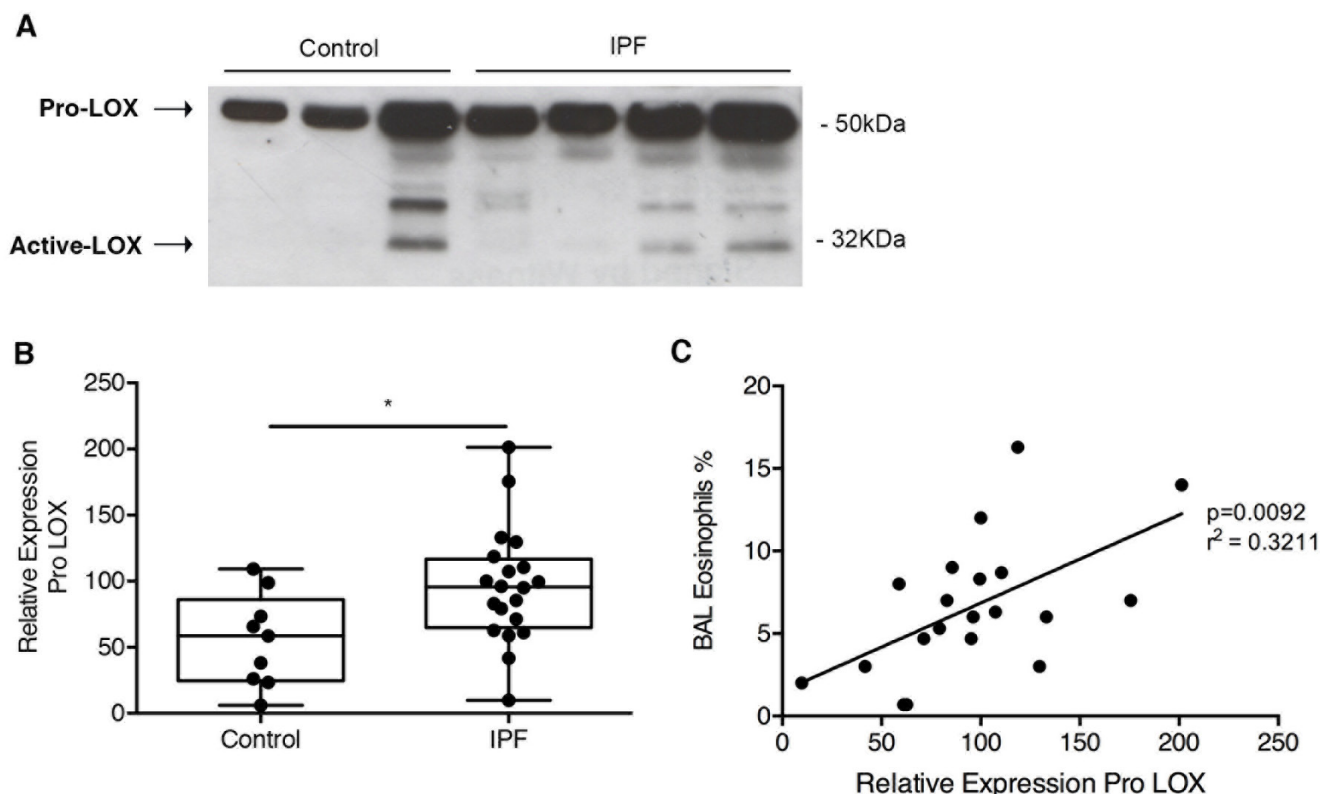 A
Control
IPF
Pro-LOX
- 50kDa
Active-LOX
- 32KDa
B
250
200
150
100
50
0
Relative Expression
Pro LOX
*
Control
IPF
C
20
15
10
5
0
BAL Eosinophils %
p=0.0092
r² = 0.3211
0 50 100 150 200 250
Relative Expression Pro LOX